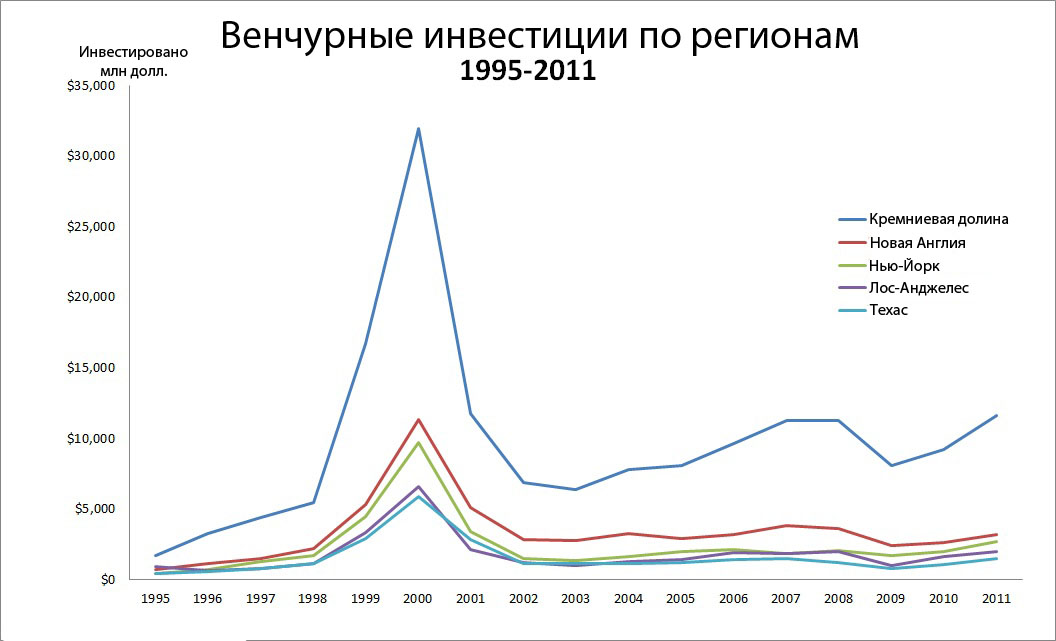 Венчурные инвестиции по регионам
1995-2011
Инвестировано
млн долл.
$35,000
$30,000
$25,000
$20,000
$15,000
$10,000
$5,000
$0
Кремниевая долина
Новая Англия
Нью-Йорк
Лос-Анджелес
Техас
1995 1996 1997 1998 1999 2000 2001 2002 2003 2004 2005 2006 2007 2008 2009 2010 2011